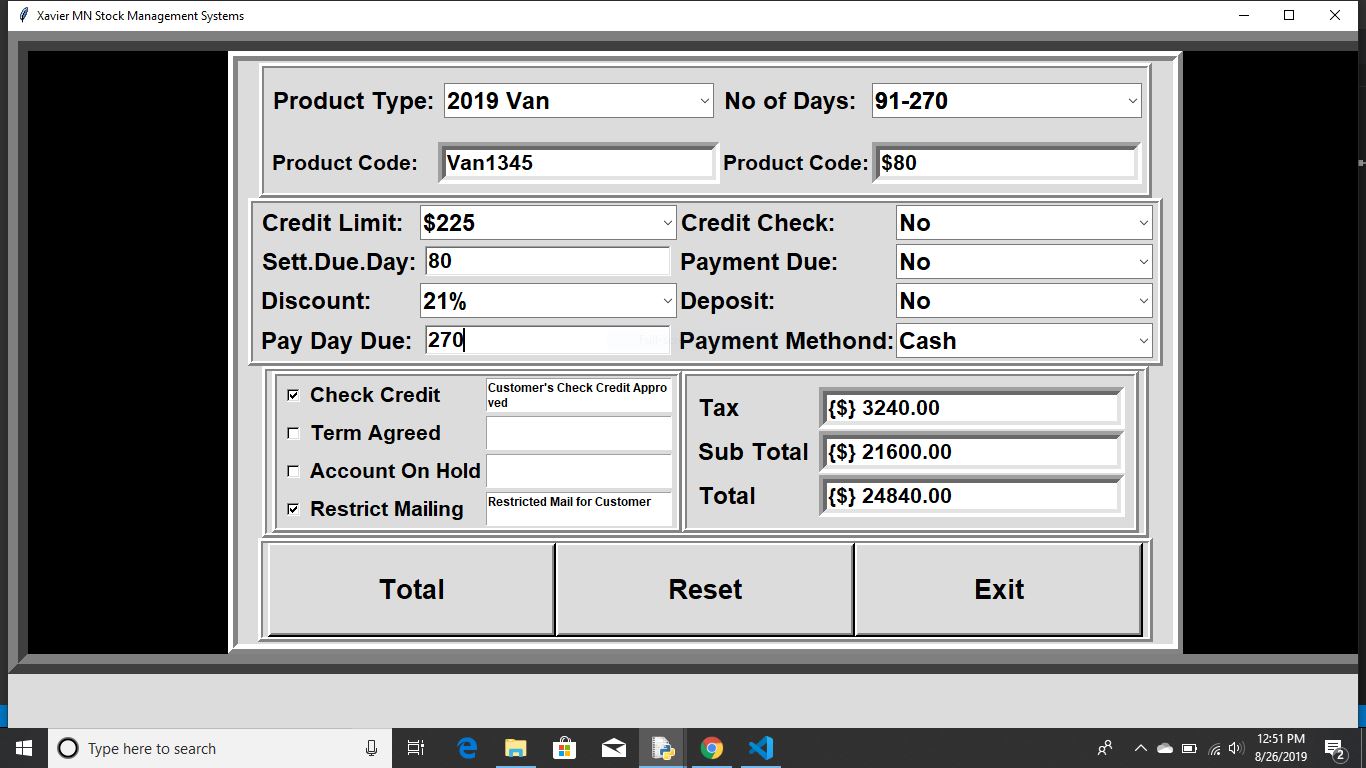 Xavier MN Stock Management Systems
Product Type: 2019 Van No of Days: 91-270
Product Code: Van1345 Product Code: $80
Credit Limit: $225 Credit Check: No
Sett.Due.Day: 80 Payment Due: No
Discount: 21% Deposit: No
Pay Day Due: 270 Payment Methond: Cash
Check Credit Customer's Check Credit Appro
ved
Term Agreed
Account On Hold
Restrict Mailing Restricted Mail for Customer
Tax {$} 3240.00
Sub Total {$} 21600.00
Total {$} 24840.00
Total Reset Exit
Type here to search
12:51 PM
8/26/2019
2